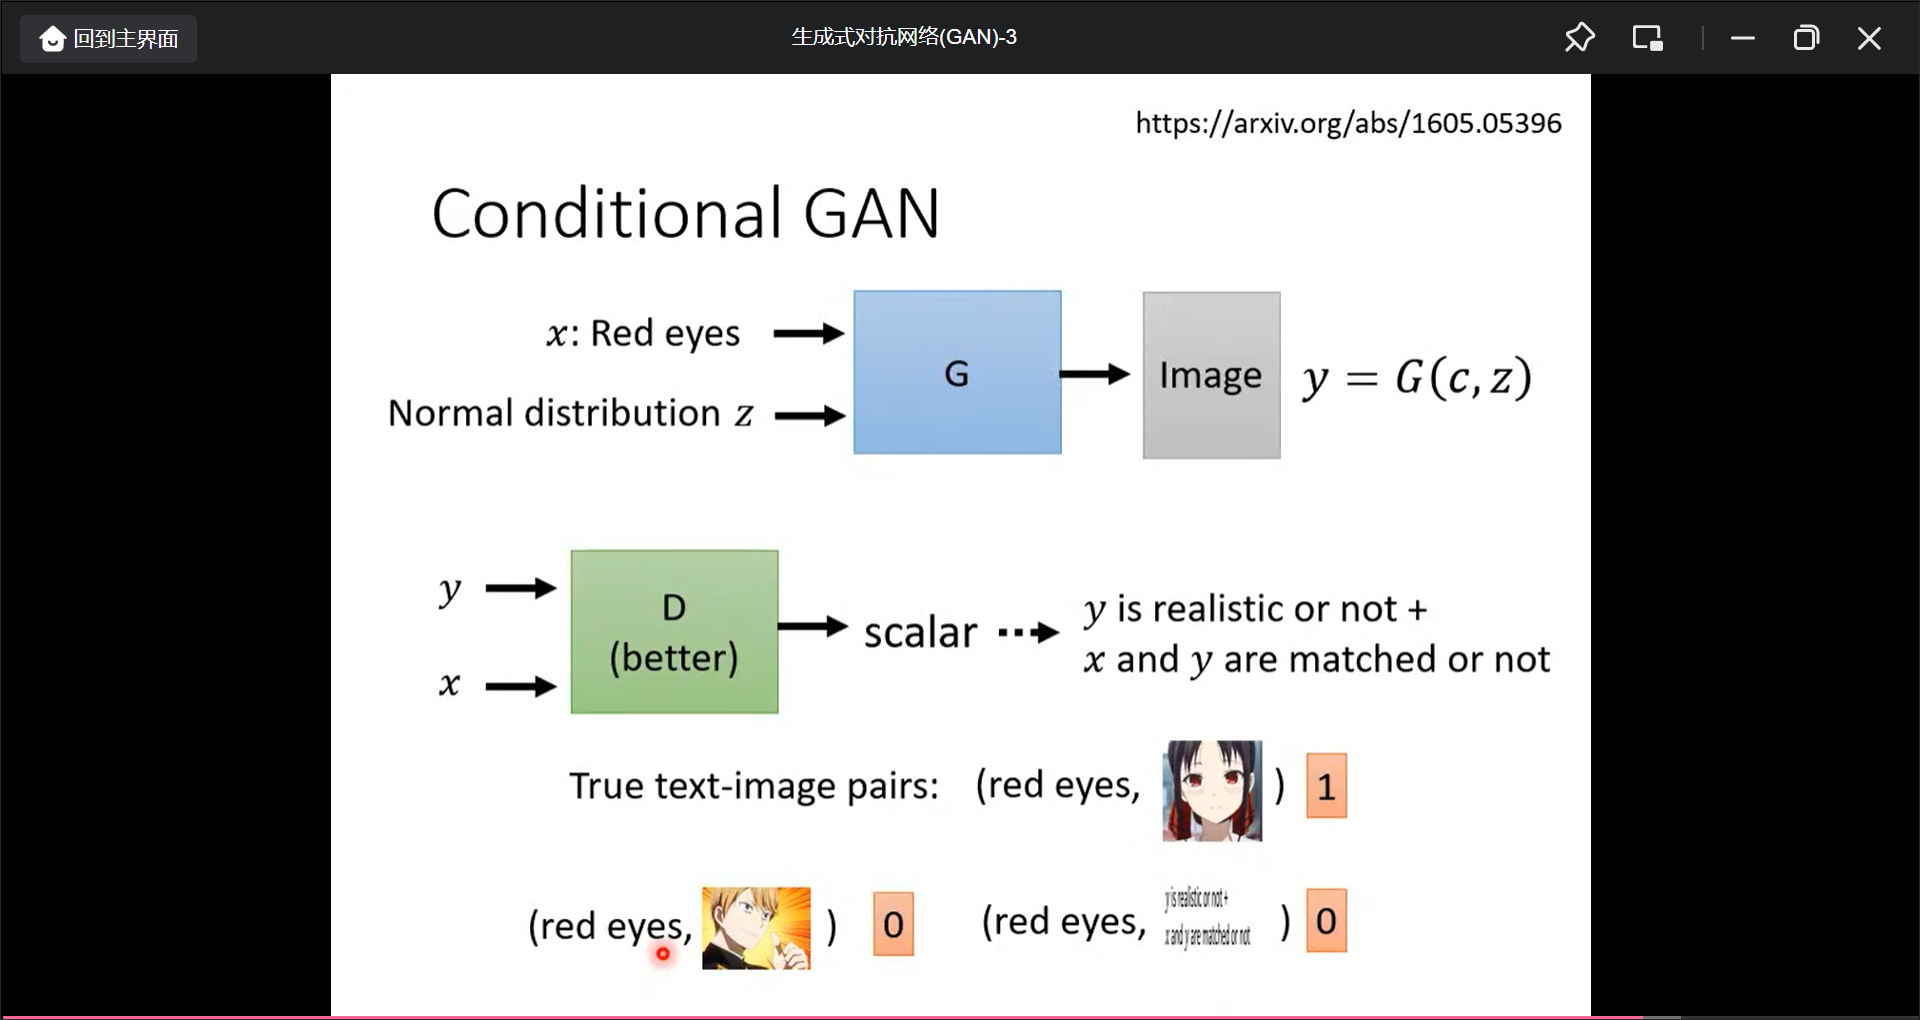 回到主界面
生成式对抗网络(GAN)-3
https://arxiv.org/abs/1605.05396
Conditional GAN
x: Red eyes
Normal distribution z
G
Image
y = G(c, z)
y
x
D
(better)
scalar
y is realistic or not +
x and y are matched or not
True text-image pairs: (red eyes, ) 1
(red eyes, ) 0
(red eyes, y is realistic or not +
x and y are matched or not ) 0